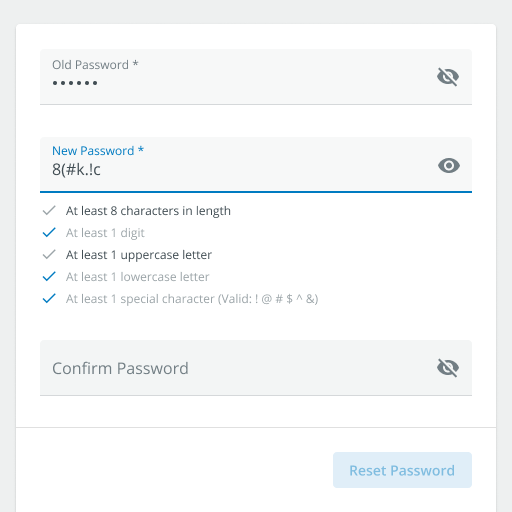 Old Password *
••••••
New Password *
8(#k.!c
At least 8 characters in length
At least 1 digit
At least 1 uppercase letter
At least 1 lowercase letter
At least 1 special character (Valid: ! @ # $ ^ &)
Confirm Password
Reset Password